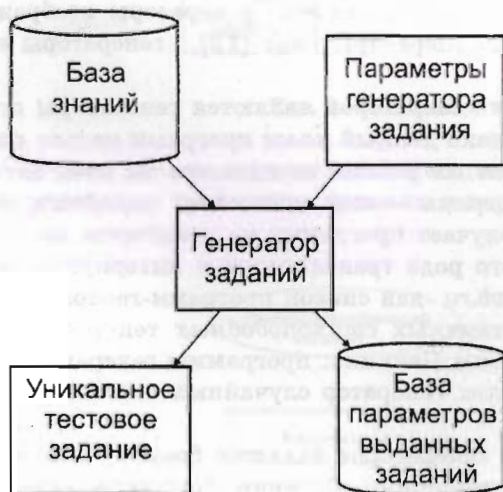 База
знаний
Параметры
генератора
задания
Генератор
заданий
Уникальное
тестовое
задание
База
параметров
выданных
заданий